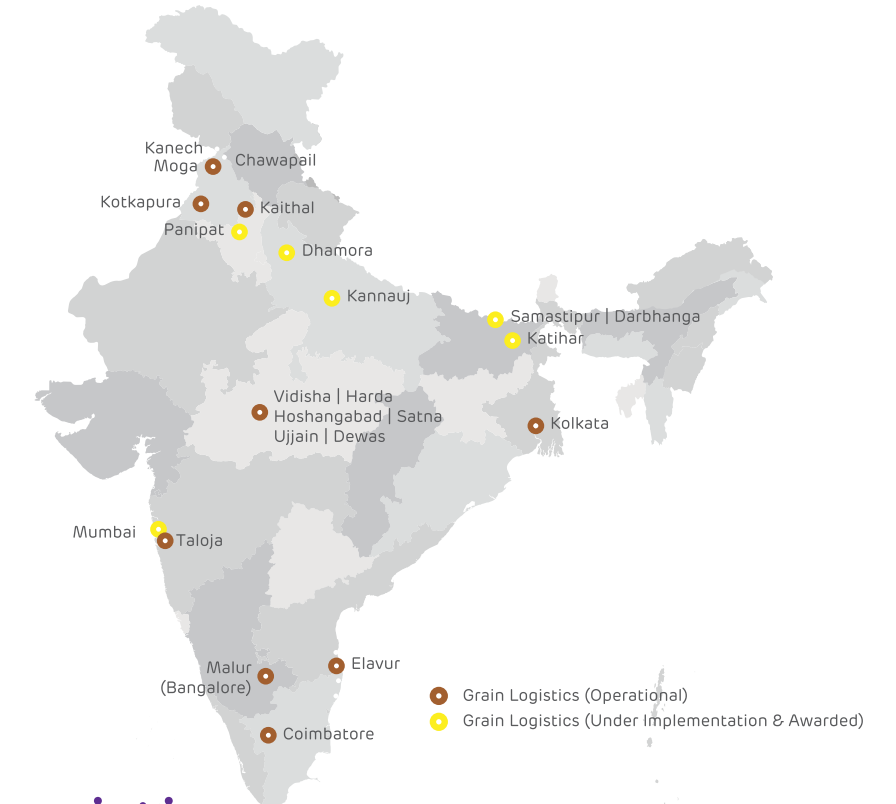 Kanech
Moga
Chawapail
Kotkapura
Kaithal
Panipat
Dhamora
Kannauj
Samastipur | Darbhanga
Katihar
Vidisha | Harda
Hoshangabad | Satna
Ujjain | Dewas
Kolkata
Mumbai
Taloja
Malur
(Bangalore)
Elavur
Coimbatore
Grain Logistics (Operational)
Grain Logistics (Under Implementation & Awarded)